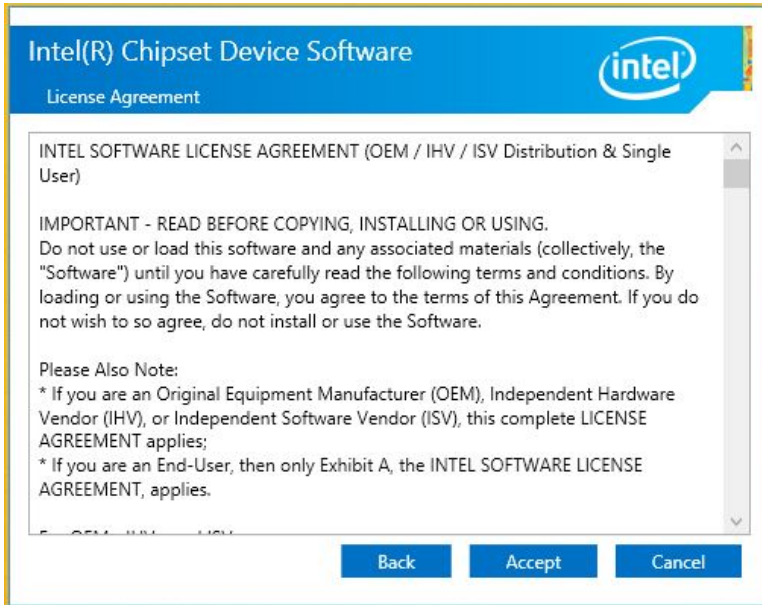 Intel(R) Chipset Device Software
License Agreement
intel
INTEL SOFTWARE LICENSE AGREEMENT (OEM / IHV / ISV Distribution & Single
User)
IMPORTANT - READ BEFORE COPYING, INSTALLING OR USING.
Do not use or load this software and any associated materials (collectively, the
"Software") until you have carefully read the following terms and conditions. By
loading or using the Software, you agree to the terms of this Agreement. If you do
not wish to so agree, do not install or use the Software.
Please Also Note:
* If you are an Original Equipment Manufacturer (OEM), Independent Hardware
Vendor (IHV), or Independent Software Vendor (ISV), this complete LICENSE
AGREEMENT applies;
* If you are an End-User, then only Exhibit A, the INTEL SOFTWARE LICENSE
AGREEMENT, applies.
Back Accept Cancel